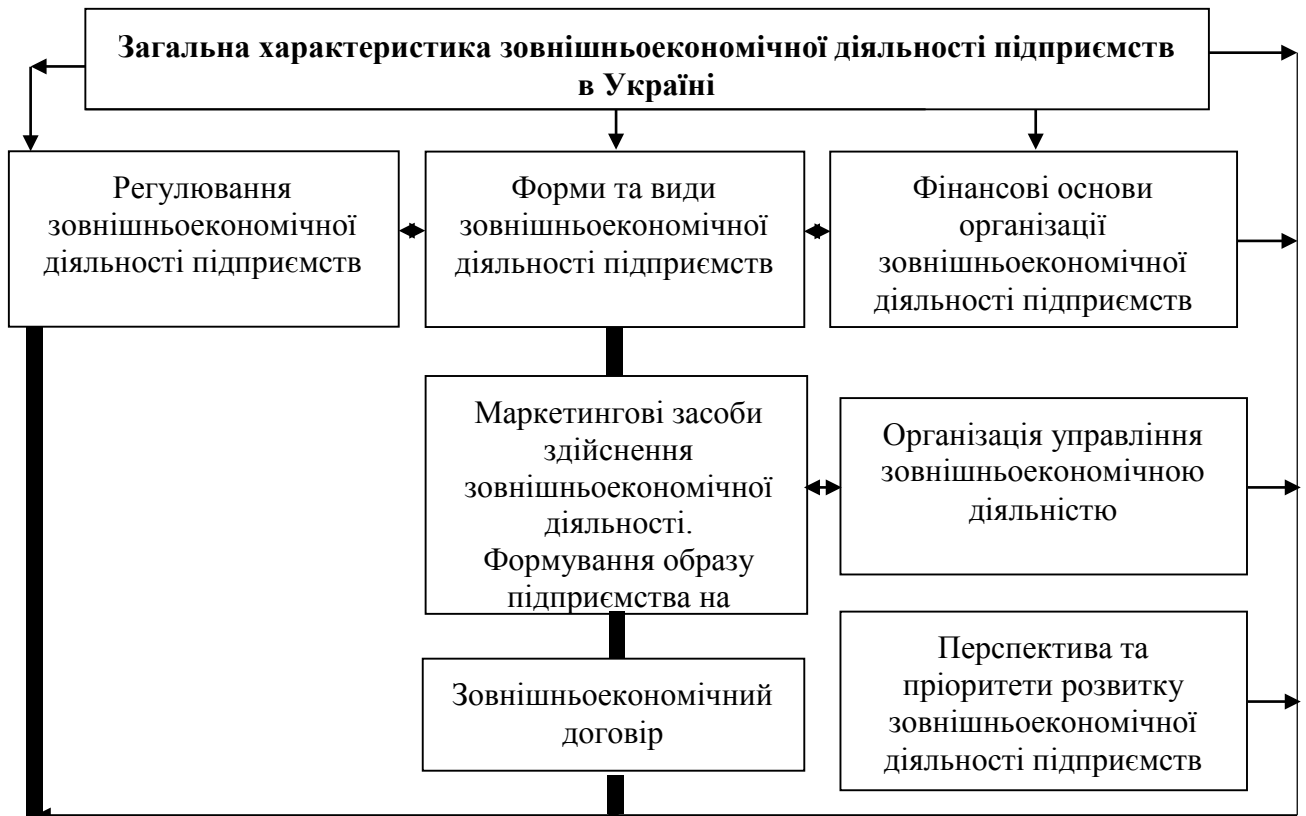 Загальна характеристика зовнішньоекономічної діяльності підприємств
в Україні
Регулювання
зовнішньоекономічної
діяльності підприємств
Форми та види
зовнішньоекономічної
діяльності підприємств
Фінансові основи
організації
зовнішньоекономічної
діяльності підприємств
Маркетингові засоби
здійснення
зовнішньоекономічної
діяльності.
Формування образу
підприємства на
Організація управління
зовнішньоекономічною
діяльністю
Зовнішньоекономічний
договір
Перспектива та
пріоритети розвитку
зовнішньоекономічної
діяльності підприємств